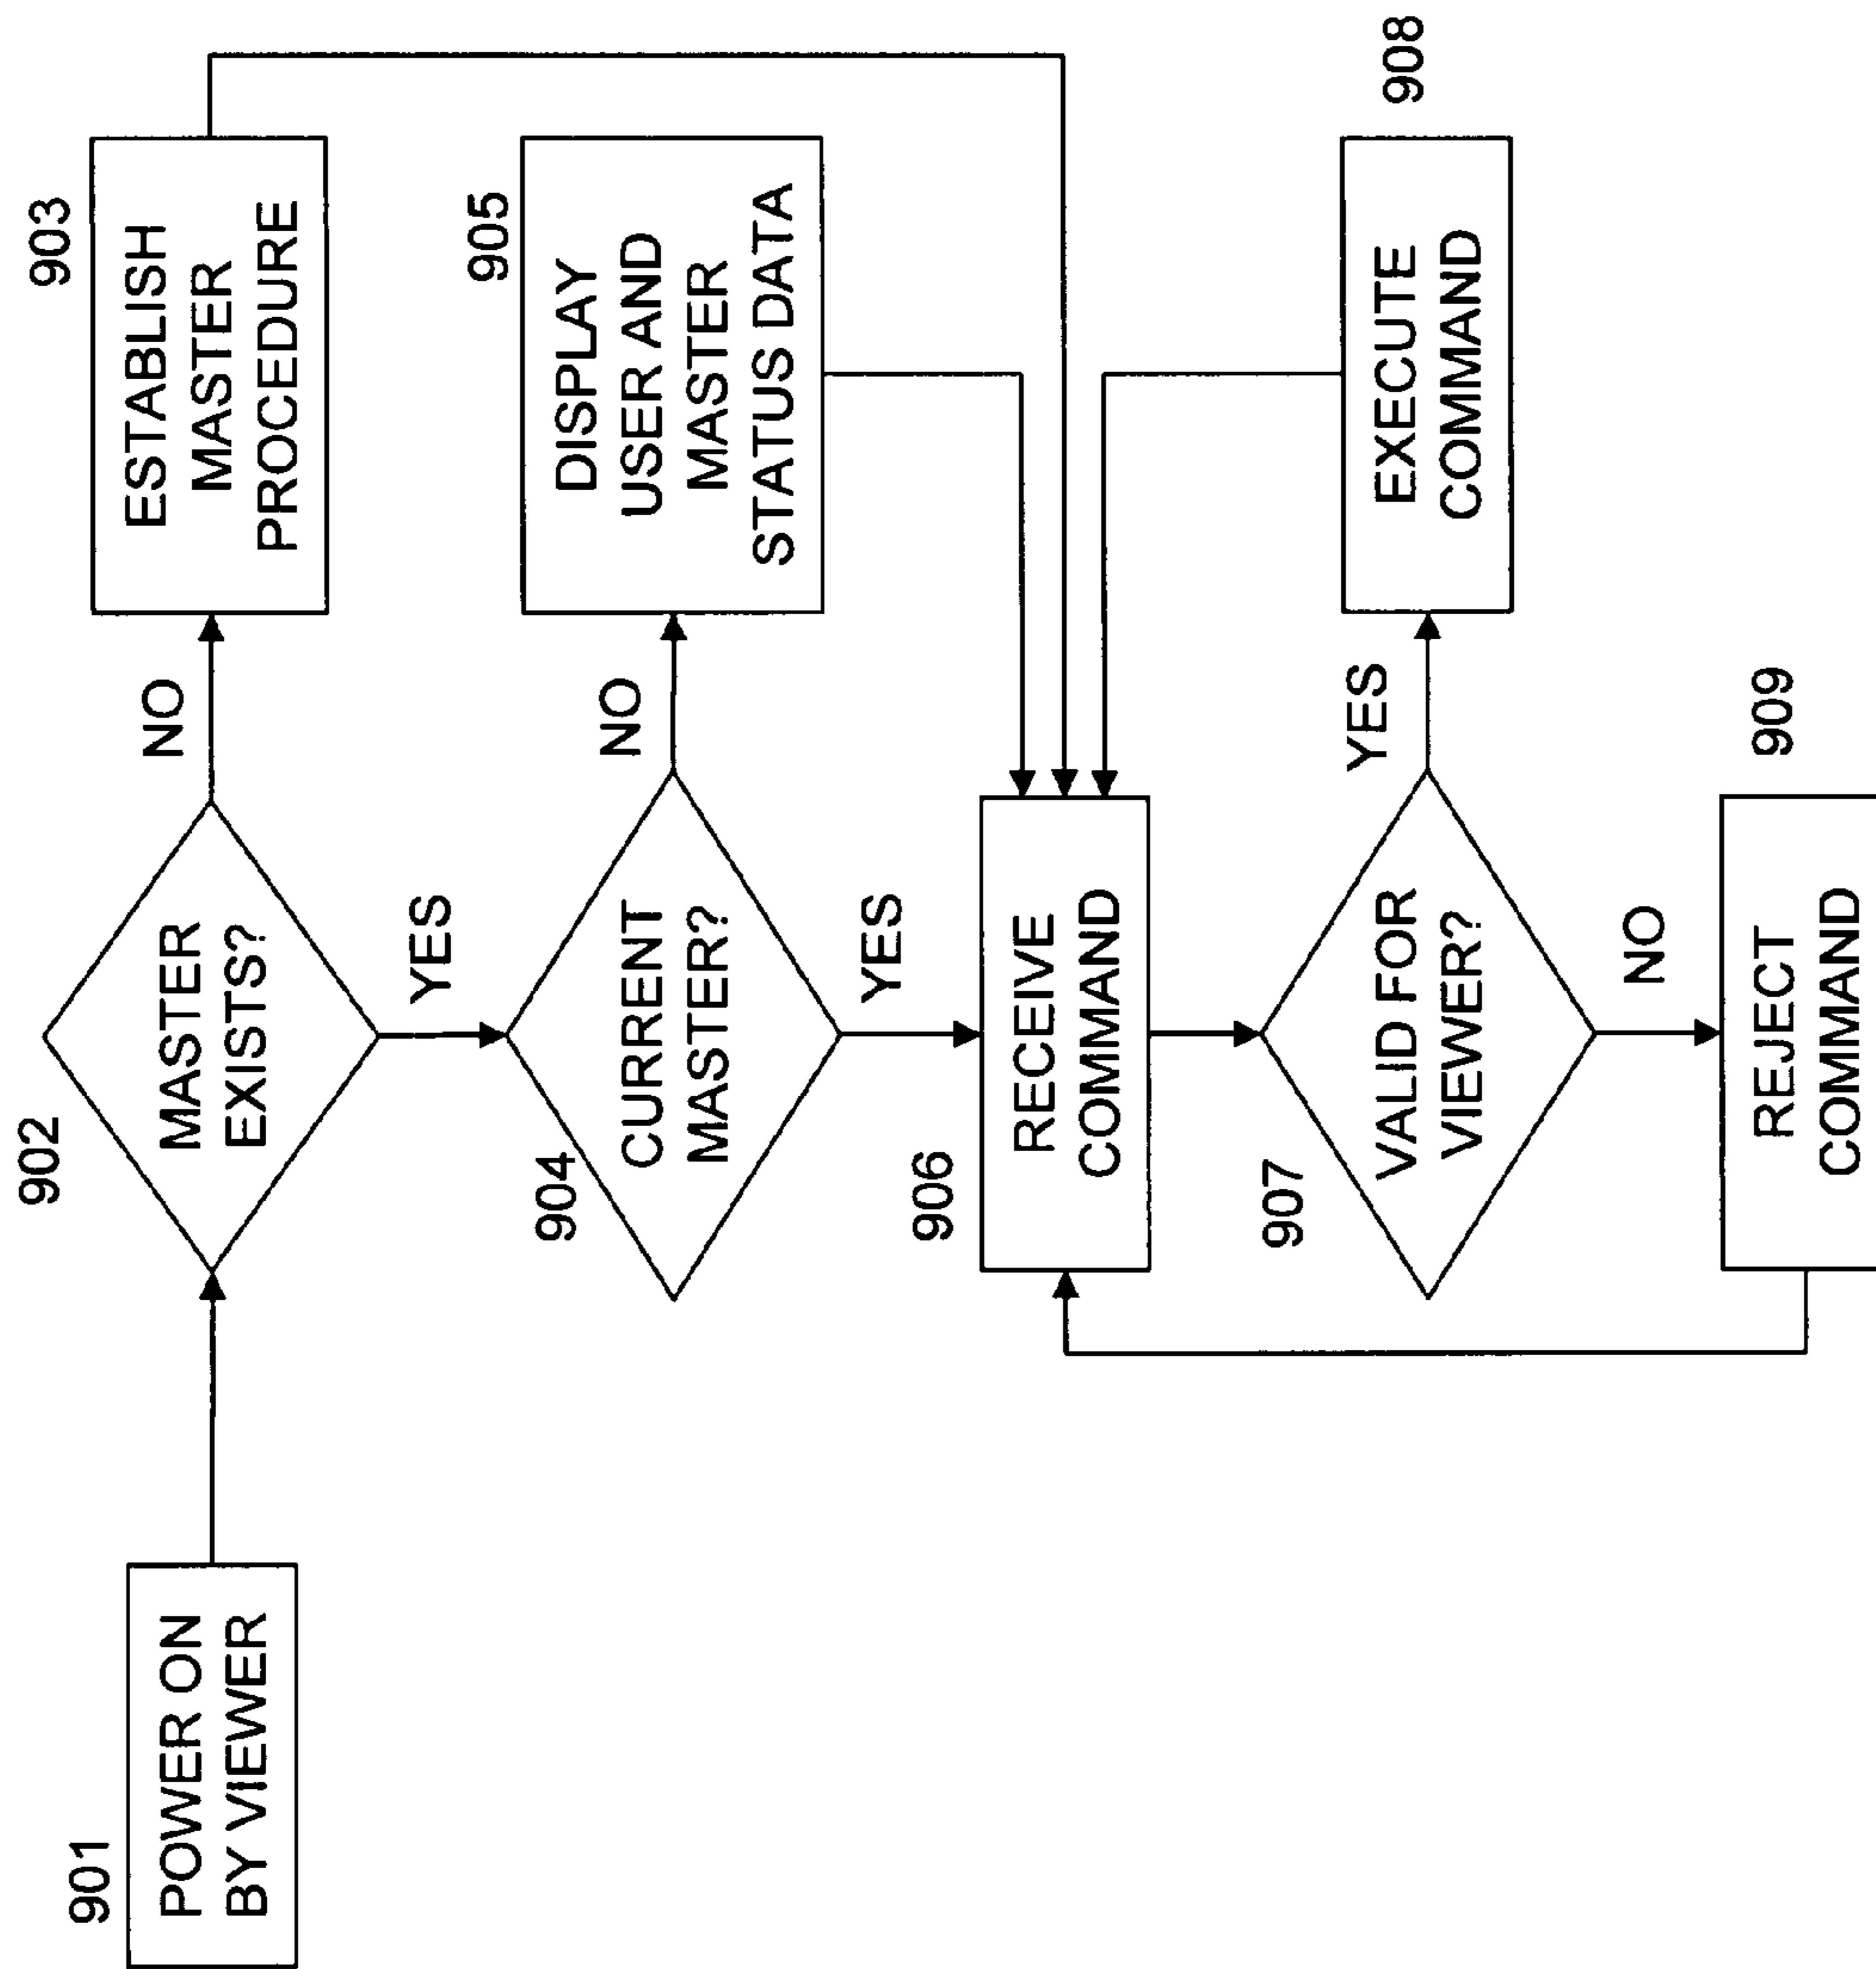 901
POWER ON
BY VIEWER
902
MASTER
EXISTS?
NO
903
ESTABLISH
MASTER
PROCEDURE
YES
904
CURRENT
MASTER?
NO
905
DISPLAY
USER AND
MASTER
STATUS DATA
YES
906
RECEIVE
COMMAND
907
VALID FOR
VIEWER?
YES
908
EXECUTE
COMMAND
NO
909
REJECT
COMMAND